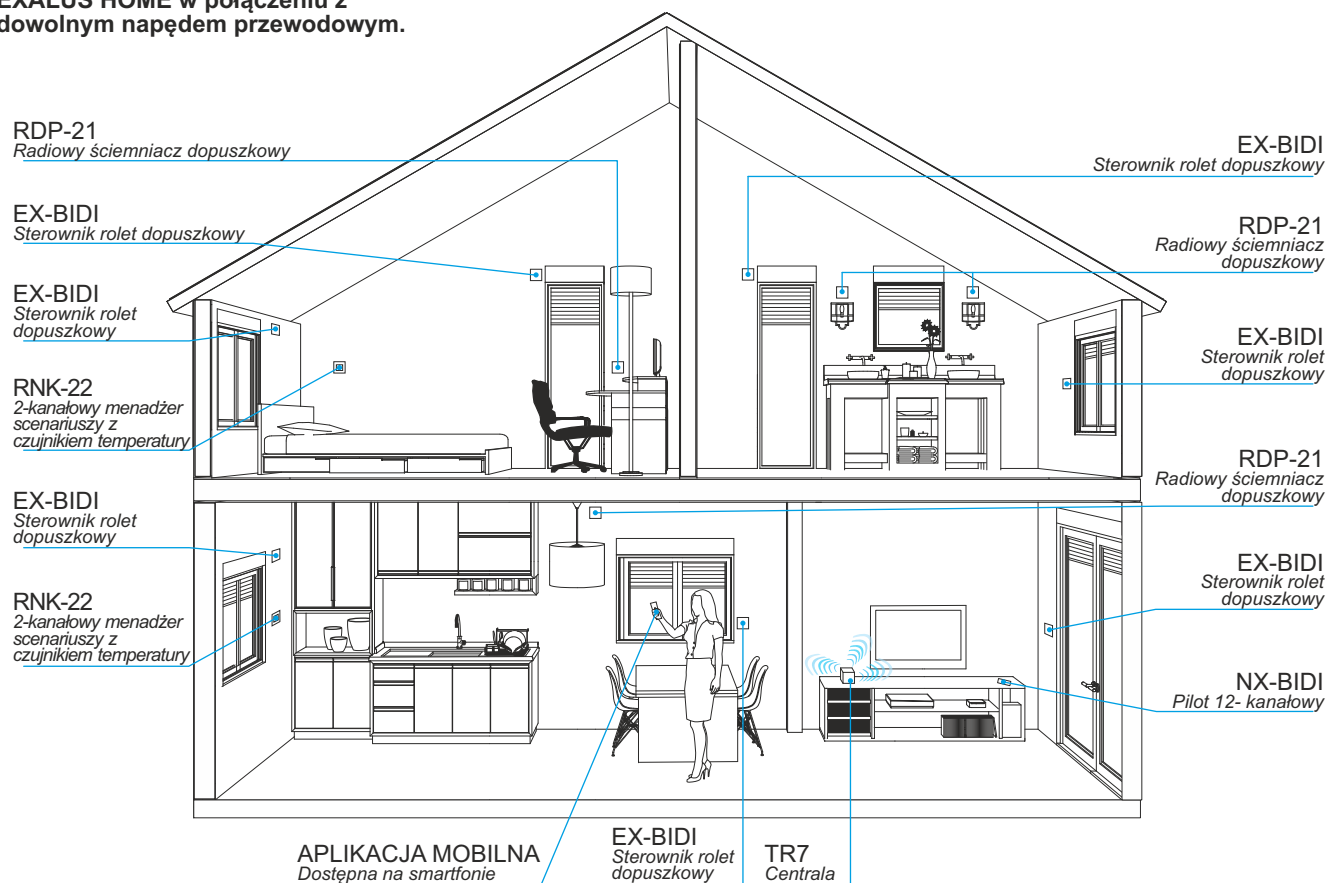 EXALUS HOME w połączeniu z
dowolnym napędem przewodowym.
RDP-21
Radiowy ściemniacz dopuszkowy
EX-BIDI
Sterownik rolet dopuszkowy
EX-BIDI
Sterownik rolet
dopuszkowy
RNK-22
2-kanałowy menadżer
scenariuszy z
czujnikiem temperatury
EX-BIDI
Sterownik rolet
dopuszkowy
RNK-22
2-kanałowy menadżer
scenariuszy z
czujnikiem temperatury
EX-BIDI
Sterownik rolet dopuszkowy
RDP-21
Radiowy ściemniacz
dopuszkowy
EX-BIDI
Sterownik rolet
dopuszkowy
RDP-21
Radiowy ściemniacz
dopuszkowy
EX-BIDI
Sterownik rolet
dopuszkowy
NX-BIDI
Pilot 12- kanałowy
APLIKACJA MOBILNA
Dostępna na smartfonie
EX-BIDI
Sterownik rolet
dopuszkowy
TR7
Centrala